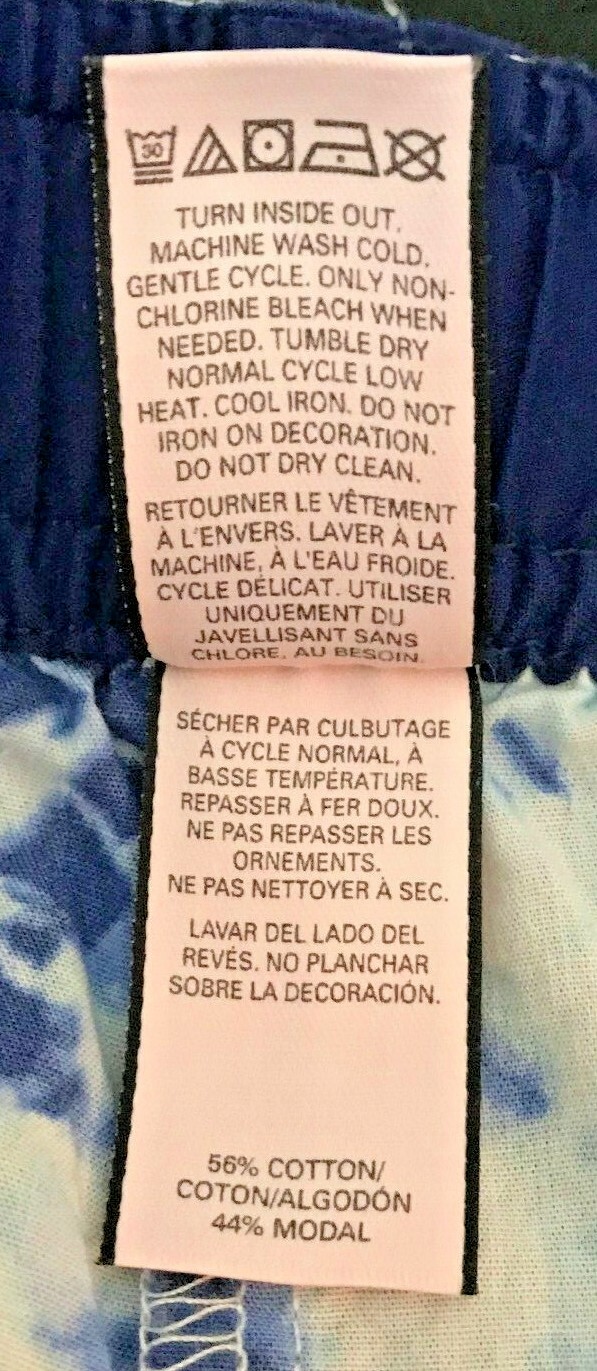 30
TURN INSIDE OUT.
MACHINE WASH COLD.
GENTLE CYCLE. ONLY NON-
CHLORINE BLEACH WHEN
NEEDED. TUMBLE DRY
NORMAL CYCLE LOW
HEAT. COOL IRON. DO NOT
IRON ON DECORATION.
DO NOT DRY CLEAN.
RETOURNER LE VÊTEMENT
À L'ENVERS. LAVER À LA
MACHINE, À L'EAU FROIDE.
CYCLE DÉLICAT. UTILISER
UNIQUEMENT DU
JAVELLISANT SANS
CHLORE, AU BESOIN.
SÉCHER PAR CULBUTAGE
À CYCLE NORMAL, À
BASSE TEMPÉRATURE.
REPASSER À FER DOUX.
NE PAS REPASSER LES
ORNEMENTS.
NE PAS NETTOYER À SEC.
LAVAR DEL LADO DEL
REVÉS. NO PLANCHAR
SOBRE LA DECORACIÓN.
56% COTTON/
COTON/ALGODÓN
44% MODAL